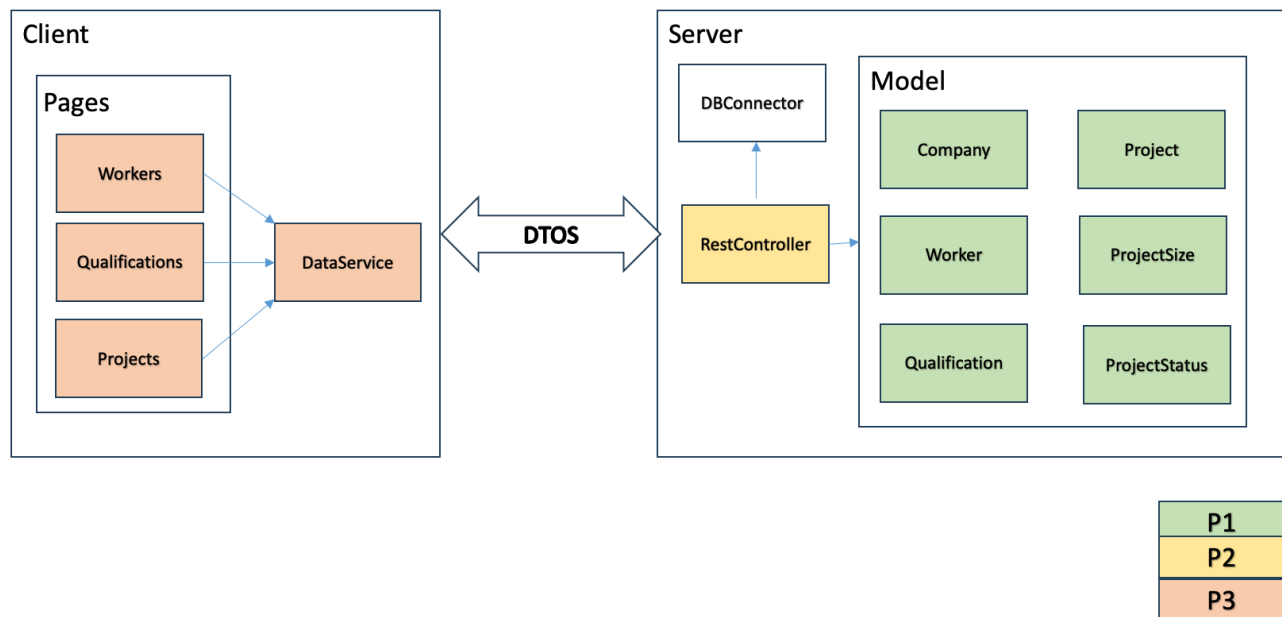 Client
Pages
Workers
Qualifications
Projects
DataService
DTOS
Server
DBConnector
RestController
Model
Company
Project
Worker
ProjectSize
Qualification
ProjectStatus
P1
P2
P3